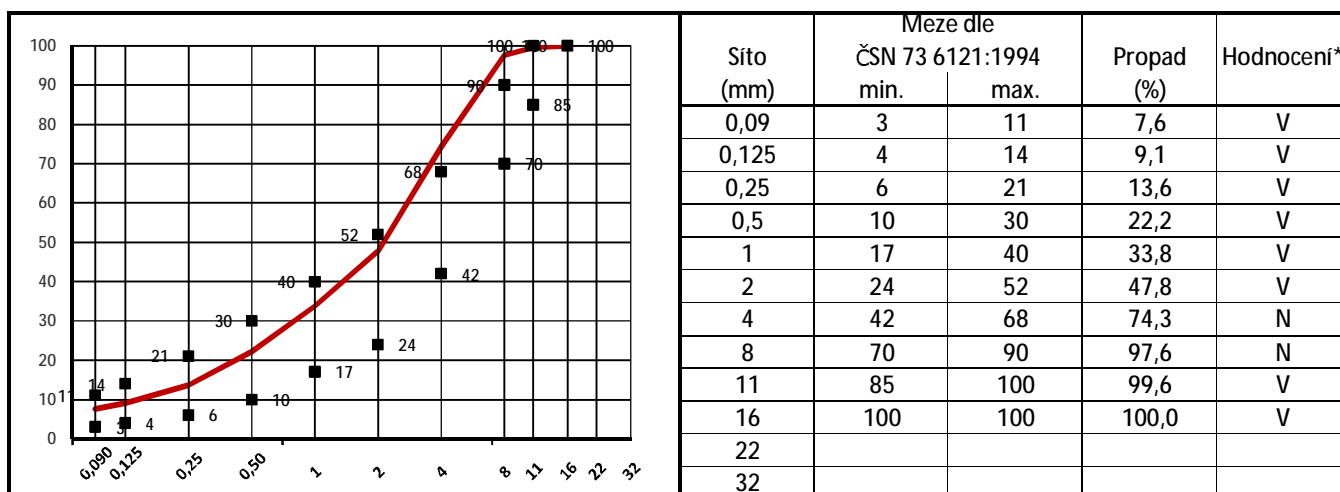 100
90
80
70
60
50
40
30
20
10
0
100 100 100
90
85
68
70
52
42
40
30
24
21
17
14
11
10
6
4
3
0,090 0,125 0,25 0,50 1 2 4 8 11 16 22 32
Meze dle
Síto ČSN 73 6121:1994 Propad Hodnocení*
(mm) min. max. (%)
0,09 3 11 7,6 V
0,125 4 14 9,1 V
0,25 6 21 13,6 V
0,5 10 30 22,2 V
1 17 40 33,8 V
2 24 52 47,8 V
4 42 68 74,3 N
8 70 90 97,6 N
11 85 100 99,6 V
16 100 100 100,0 V
22
32